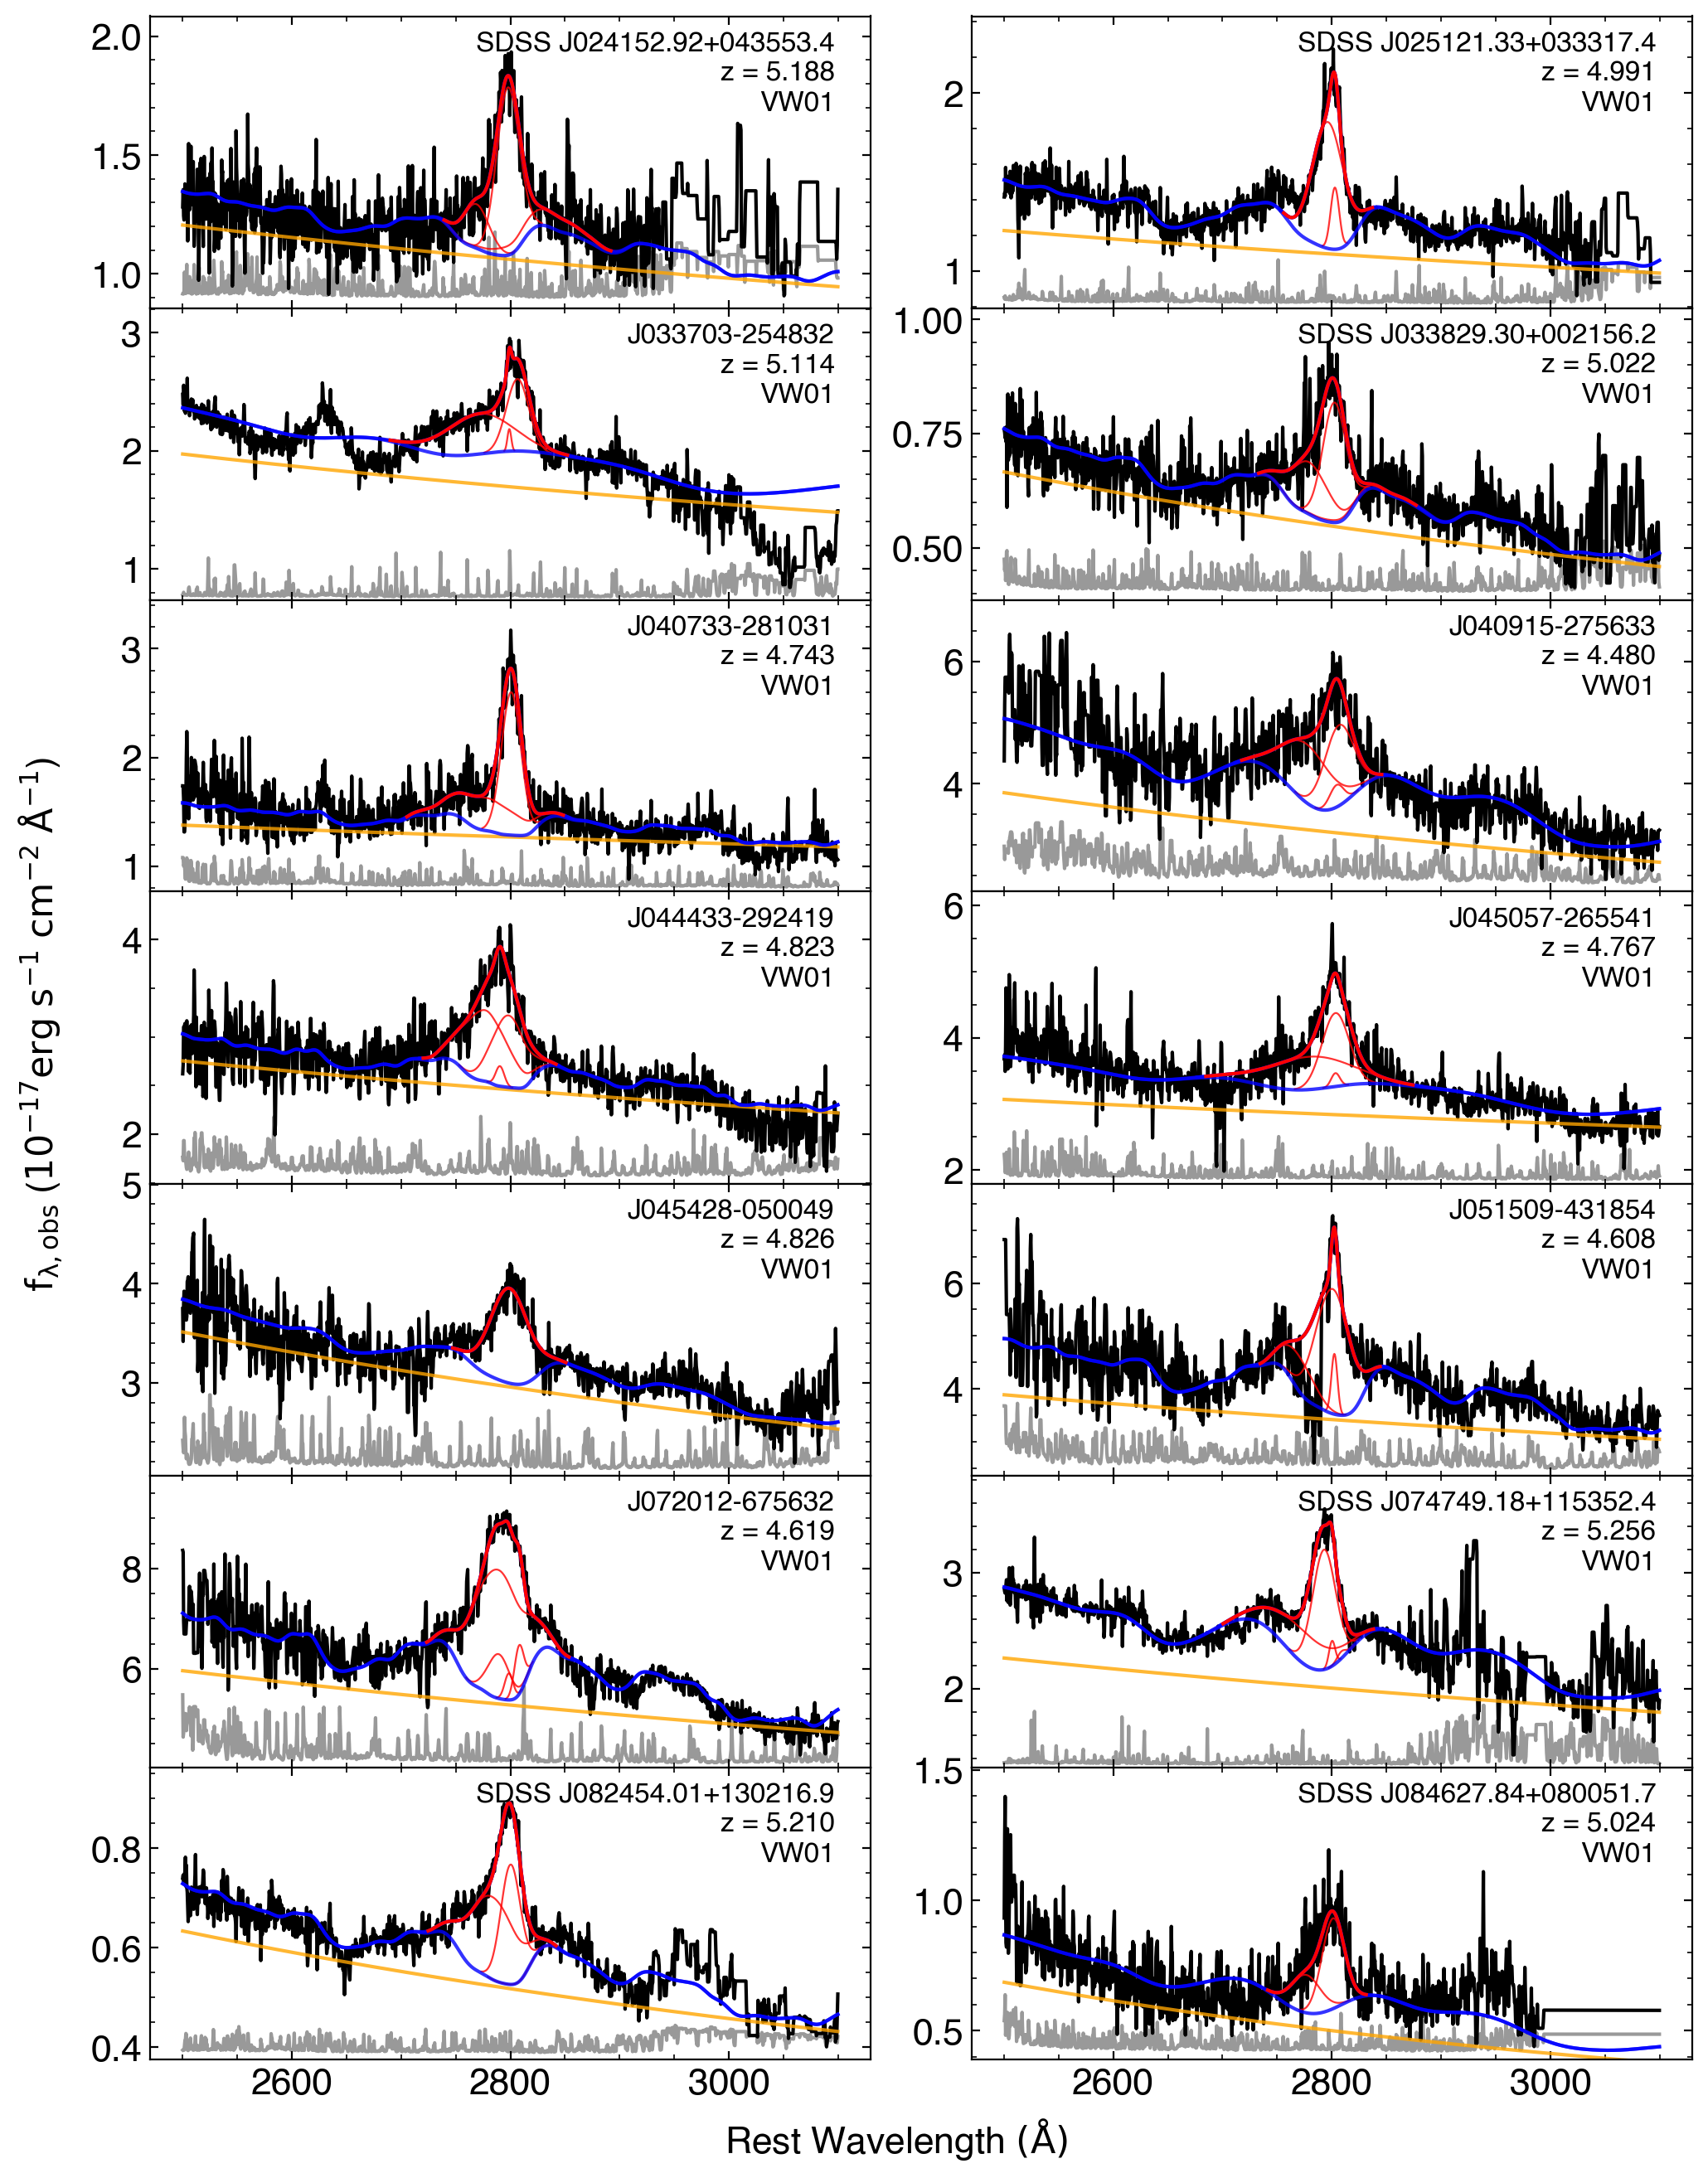 SDSS J024152.92+043553.4
z = 5.188
VW01
2.0
1.5
1.0
SDSS J025121.33+033317.4
z = 4.991
VW01
2
1
J033703-254832
z = 5.114
VW01
3
2
1
SDSS J033829.30+002156.2
z = 5.022
VW01
1.00
0.75
0.50
J040733-281031
z = 4.743
VW01
3
2
1
J040915-275633
z = 4.480
VW01
6
4
J044433-292419
z = 4.823
VW01
4
2
J045057-265541
z = 4.767
VW01
6
4
2
J045428-050049
z = 4.826
VW01
5
4
3
J051509-431854
z = 4.608
VW01
6
4
J072012-675632
z = 4.619
VW01
8
6
SDSS J074749.18+115352.4
z = 5.256
VW01
3
2
SDSS J082454.01+130216.9
z = 5.210
VW01
0.8
0.6
0.4
SDSS J084627.84+080051.7
z = 5.024
VW01
1.5
1.0
0.5
2600 2800 3000
2600 2800 3000
Rest Wavelength (Å)
fλ, obs (10−17erg s−1 cm−2 Å−1)